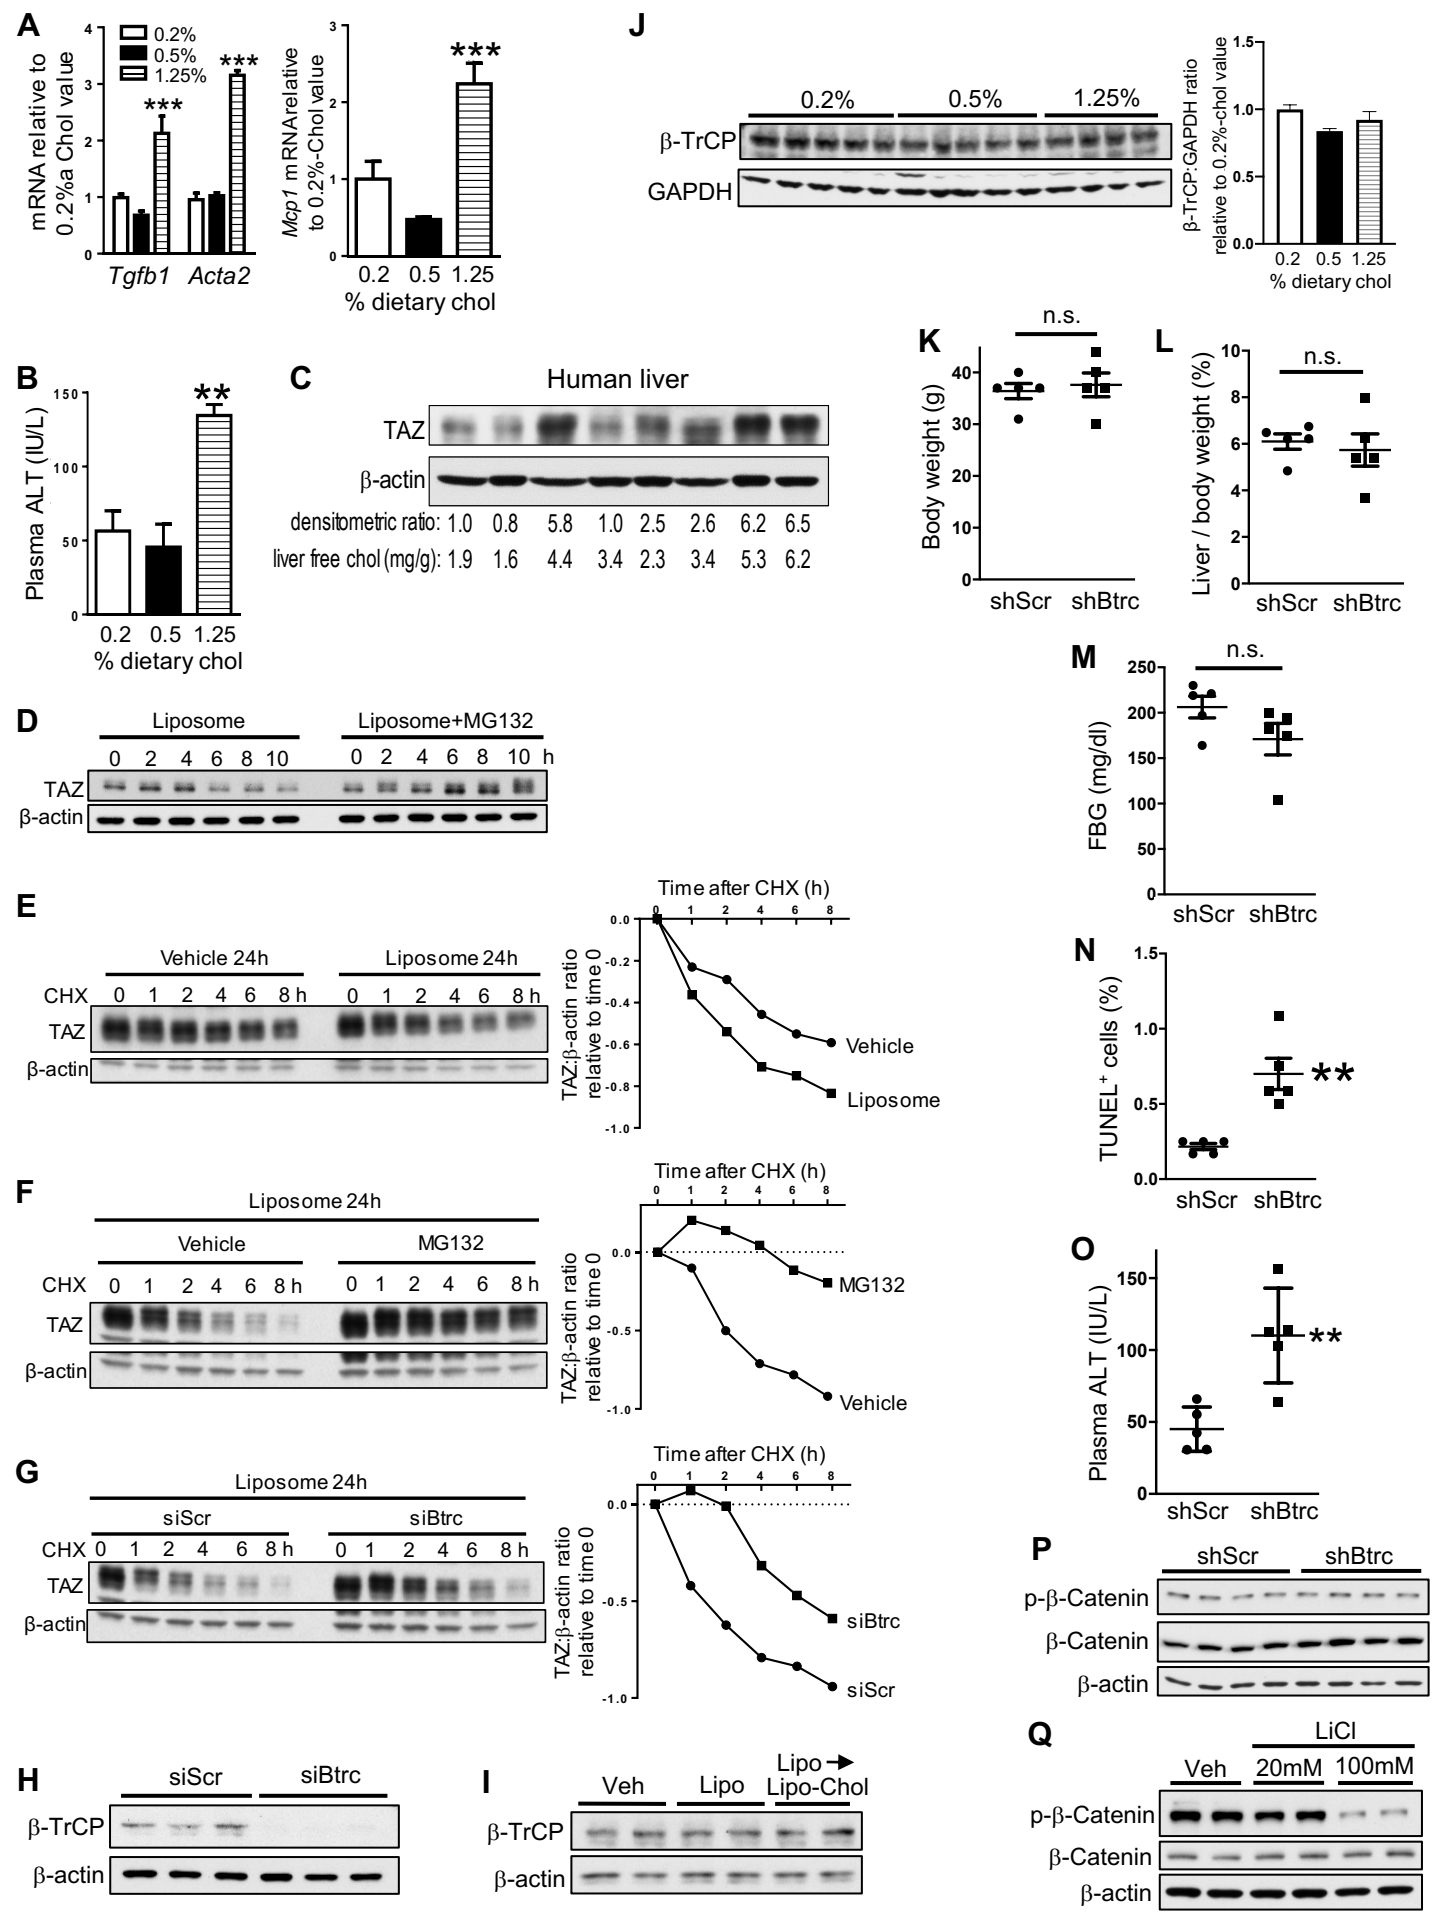 A
mRNA relative to
0.2%a Chol value
4
3
2
1
0
0.2%
0.5%
1.25%
***
***
Tgfb1 Acta2
Mcp1 mRNA relative
to 0.2%-Chol value
3
2
1
0
***
0.2 0.5 1.25
% dietary chol
B
Plasma ALT (IU/L)
150
100
50
0
**
0.2 0.5 1.25
% dietary chol
C
Human liver
TAZ
β-actin
densitometric ratio: 1.0 0.8 5.8 1.0 2.5 2.6 6.2 6.5
liver free chol (mg/g): 1.9 1.6 4.4 3.4 2.3 3.4 5.3 6.2
D
Liposome Liposome+MG132
0 2 4 6 8 10 0 2 4 6 8 10 h
TAZ
β-actin
E
Vehicle 24h Liposome 24h
CHX 0 1 2 4 6 8 h 0 1 2 4 6 8 h
TAZ
β-actin
Time after CHX (h)
0 1 2 4 6 8
TAZ:β-actin ratio
relative to time 0
0.0
-0.2
-0.4
-0.6
-0.8
-1.0
Vehicle
Liposome
F
Liposome 24h
Vehicle MG132
CHX 0 1 2 4 6 8 h 0 1 2 4 6 8 h
TAZ
β-actin
Time after CHX (h)
0 1 2 4 6 8
TAZ:β-actin ratio
relative to time 0
0.0
-0.5
-1.0
MG132
Vehicle
G
Liposome 24h
siScr siBtrc
CHX 0 1 2 4 6 8 h 0 1 2 4 6 8 h
TAZ
β-actin
Time after CHX (h)
0 1 2 4 6 8
TAZ:β-actin ratio
relative to time 0
0.0
-0.5
-1.0
siBtrc
siScr
H
siScr siBtrc
β-TrCP
β-actin
I
Veh Lipo Lipo →
Lipo-Chol
β-TrCP
β-actin
J
0.2% 0.5% 1.25%
β-TrCP
GAPDH
β-TrCP:GAPDH ratio
relative to 0.2%-chol value
1.5
1.0
0.5
0.0
0.2 0.5 1.25
% dietary chol
K
n.s.
Body weight (g)
40
30
20
10
0
shScr shBtrc
L
n.s.
Liver / body weight (%)
10
8
6
4
2
0
shScr shBtrc
M
n.s.
FBG (mg/dl)
250
200
150
100
50
0
shScr shBtrc
N
TUNEL+ cells (%)
1.5
1.0
0.5
0.0
**
shScr shBtrc
O
Plasma ALT (IU/L)
150
100
50
0
**
shScr shBtrc
P
shScr shBtrc
p-β-Catenin
β-Catenin
β-actin
Q
LiCl
Veh 20mM 100mM
p-β-Catenin
β-Catenin
β-actin